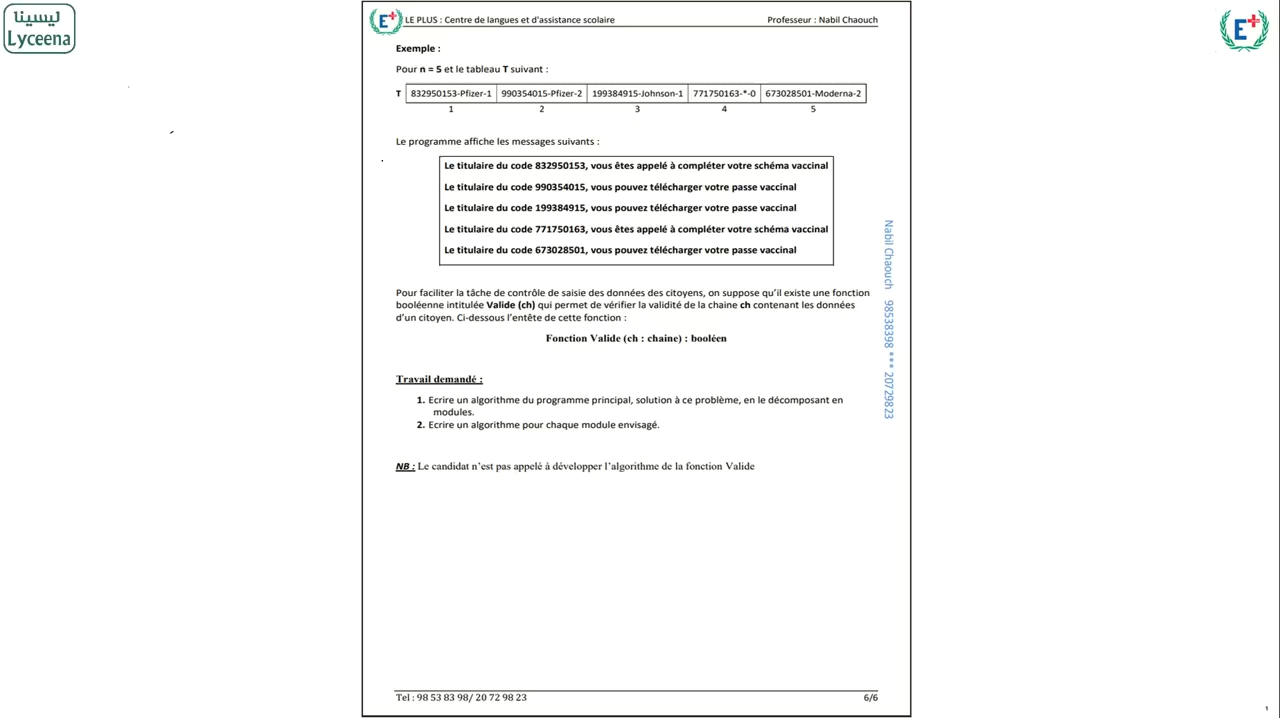 ليسينا
Lyceena
E+
E+ LE PLUS : Centre de langues et d'assistance scolaire Professeur : Nabil Chaouch
Exemple :
Pour n = 5 et le tableau T suivant :
T 832950153-Pfizer-1 990354015-Pfizer-2 199384915-Johnson-1 771750163-*-0 673028501-Moderna-2
1 2 3 4 5
Le programme affiche les messages suivants :
Le titulaire du code 832950153, vous êtes appelé à compléter votre schéma vaccinal
Le titulaire du code 990354015, vous pouvez télécharger votre passe vaccinal
Le titulaire du code 199384915, vous pouvez télécharger votre passe vaccinal
Le titulaire du code 771750163, vous êtes appelé à compléter votre schéma vaccinal
Le titulaire du code 673028501, vous pouvez télécharger votre passe vaccinal
Nabil Chaouch 98538398 *** 20729823
Pour faciliter la tâche de contrôle de saisie des données des citoyens, on suppose qu'il existe une fonction
booléenne intitulée Valide (ch) qui permet de vérifier la validité de la chaine ch contenant les données
d'un citoyen. Ci-dessous l'entête de cette fonction :
Fonction Valide (ch : chaine) : booléen
Travail demandé :
1. Ecrire un algorithme du programme principal, solution à ce problème, en le décomposant en
modules.
2. Ecrire un algorithme pour chaque module envisagé.
NB : Le candidat n'est pas appelé à développer l'algorithme de la fonction Valide
Tel : 98 53 83 98/ 20 72 98 23 6/6
1